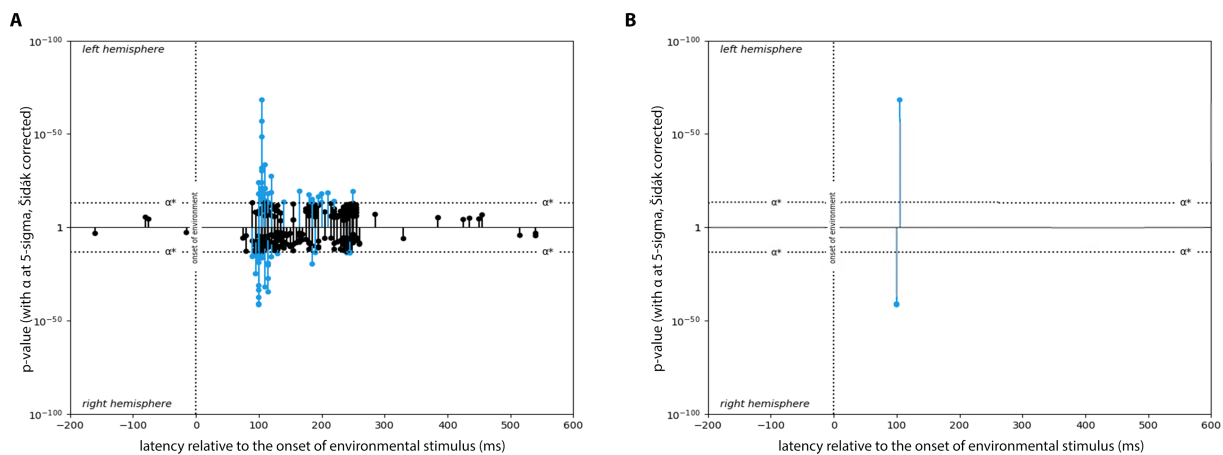 A
left hemisphere
p-value (with α at 5-sigma, Šidák corrected)
10⁻¹⁰⁰
10⁻⁵⁰
1
10⁻⁵⁰
10⁻¹⁰⁰
α*
α*
α*
α*
onset of environment
right hemisphere
−200
−100
0
100
200
300
400
500
600
latency relative to the onset of environmental stimulus (ms)
B
left hemisphere
p-value (with α at 5-sigma, Šidák corrected)
10⁻¹⁰⁰
10⁻⁵⁰
1
10⁻⁵⁰
10⁻¹⁰⁰
α*
α*
α*
α*
onset of environment
right hemisphere
−200
−100
0
100
200
300
400
500
600
latency relative to the onset of environmental stimulus (ms)